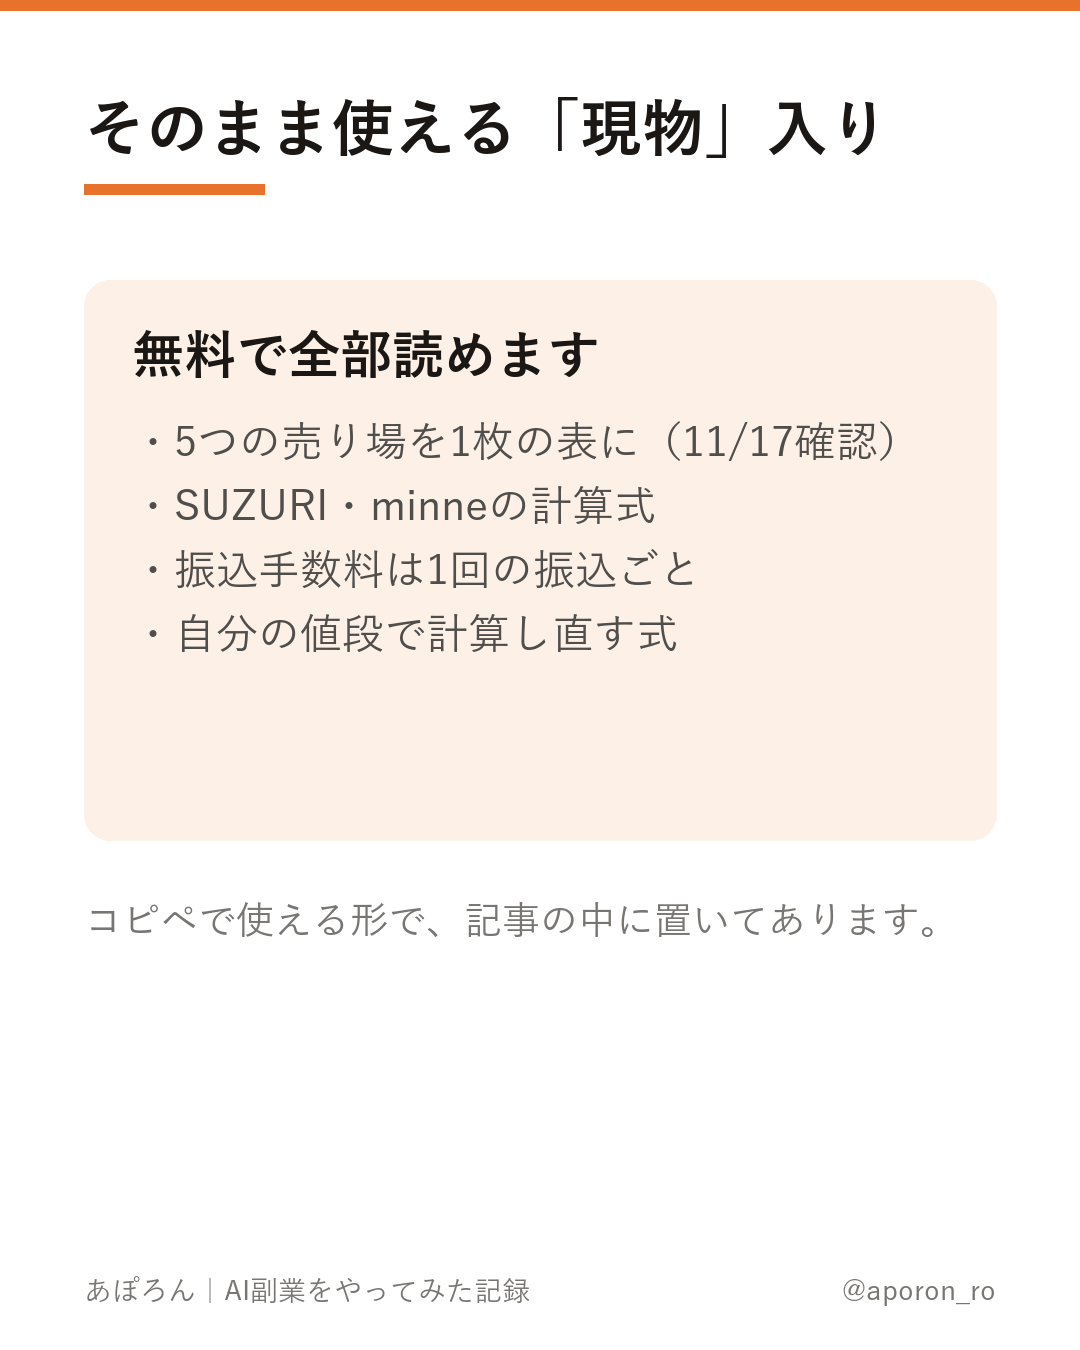 そのまま使える「現物」入り
無料で全部読めます
・5つの売り場を1枚の表に（11/17確認）
・SUZURI・minneの計算式
・振込手数料は1回の振込ごと
・自分の値段で計算し直す式
コピペで使える形で、記事の中に置いてあります。
あぽろん｜AI副業をやってみた記録
@aporon_ro